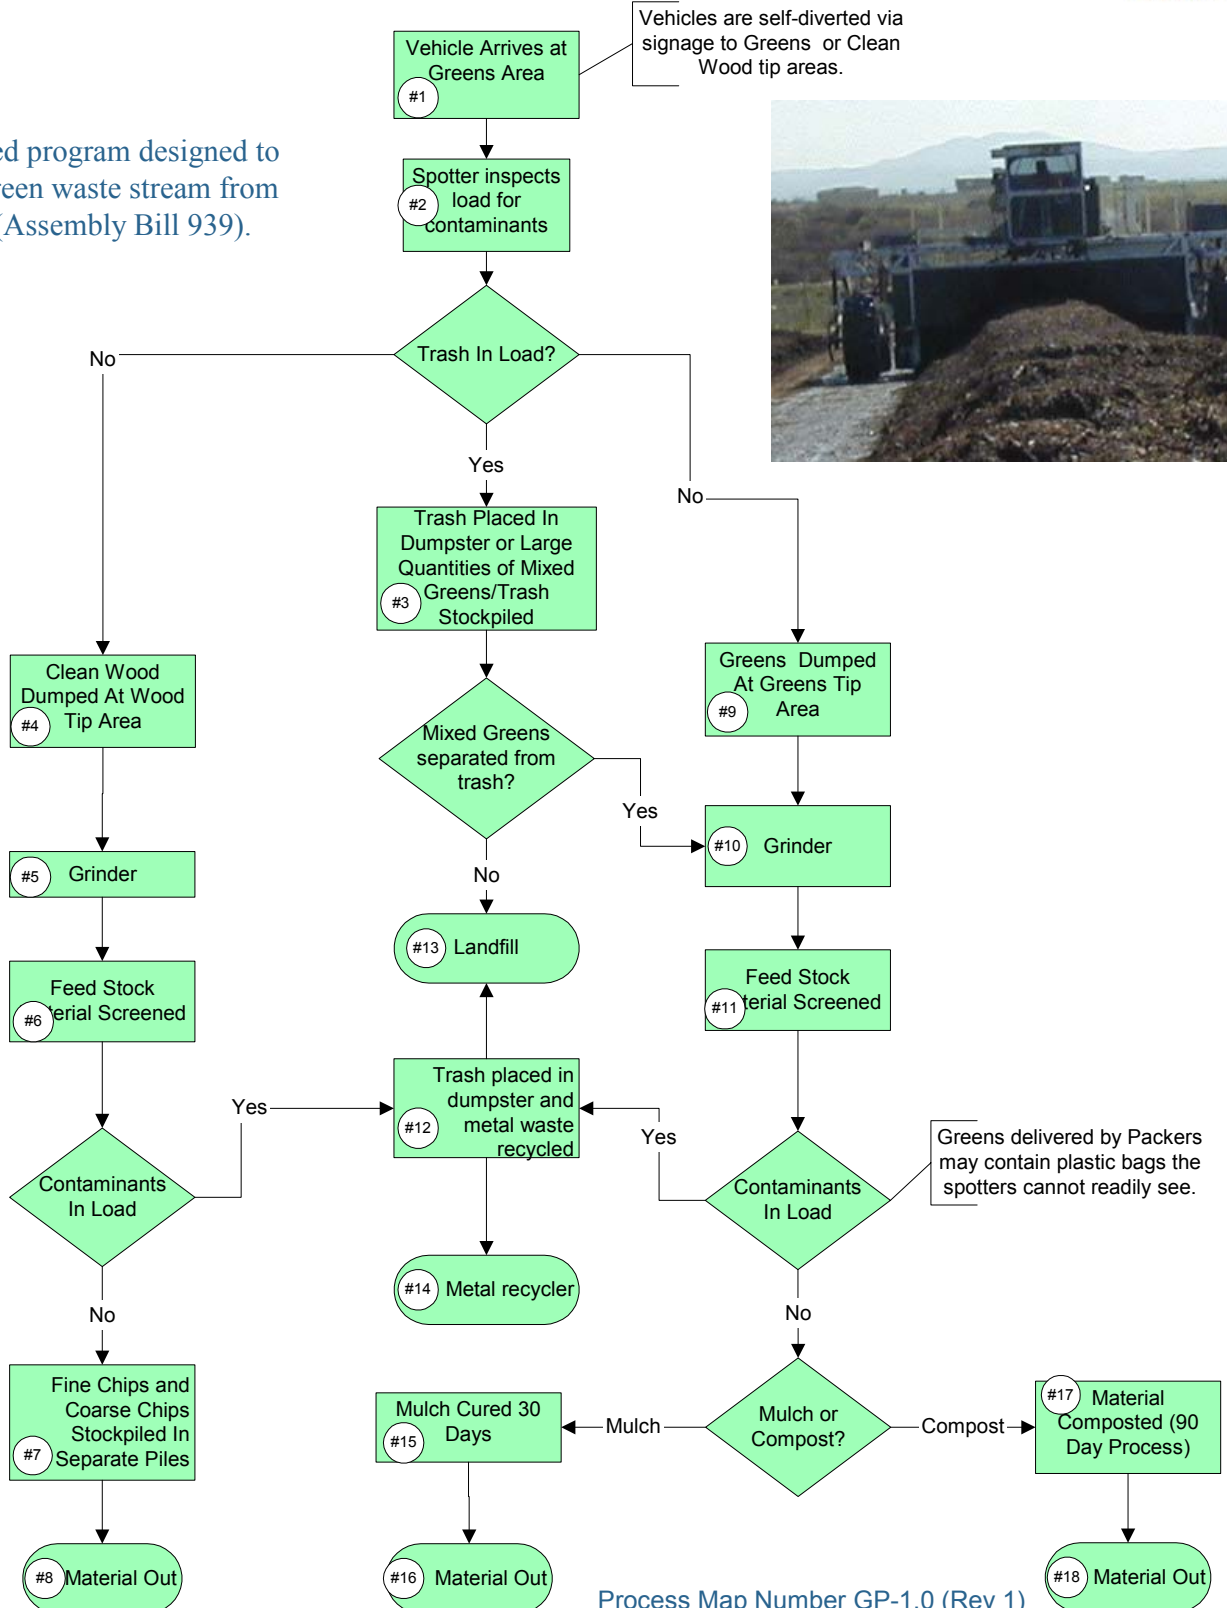 Vehicles are self-diverted via
signage to Greens or Clean
Wood tip areas.
Vehicle Arrives at
Greens Area
#1
ed program designed to
reen waste stream from
(Assembly Bill 939).
Spotter inspects
load for
contaminants
#2
Trash In Load?
No
Yes
No
Trash Placed In
Dumpster or Large
Quantities of Mixed
Greens/Trash
Stockpiled
#3
Clean Wood
Dumped At Wood
Tip Area
#4
Greens Dumped
At Greens Tip
Area
#9
Mixed Greens
separated from
trash?
Yes
No
#5 Grinder
#10 Grinder
#13 Landfill
Feed Stock
terial Screened
#6
Feed Stock
terial Screened
#11
Trash placed in
dumpster and
metal waste
recycled
#12
Yes
Yes
Contaminants
In Load
Contaminants
In Load
Greens delivered by Packers
may contain plastic bags the
spotters cannot readily see.
#14 Metal recycler
No
No
Fine Chips and
Coarse Chips
Stockpiled In
Separate Piles
#7
Mulch Cured 30
Days
#15
Mulch
Mulch or
Compost?
Compost
#17 Material
Composted (90
Day Process)
#8 Material Out
#16 Material Out
#18 Material Out
Process Map Number GP-1.0 (Rev 1)